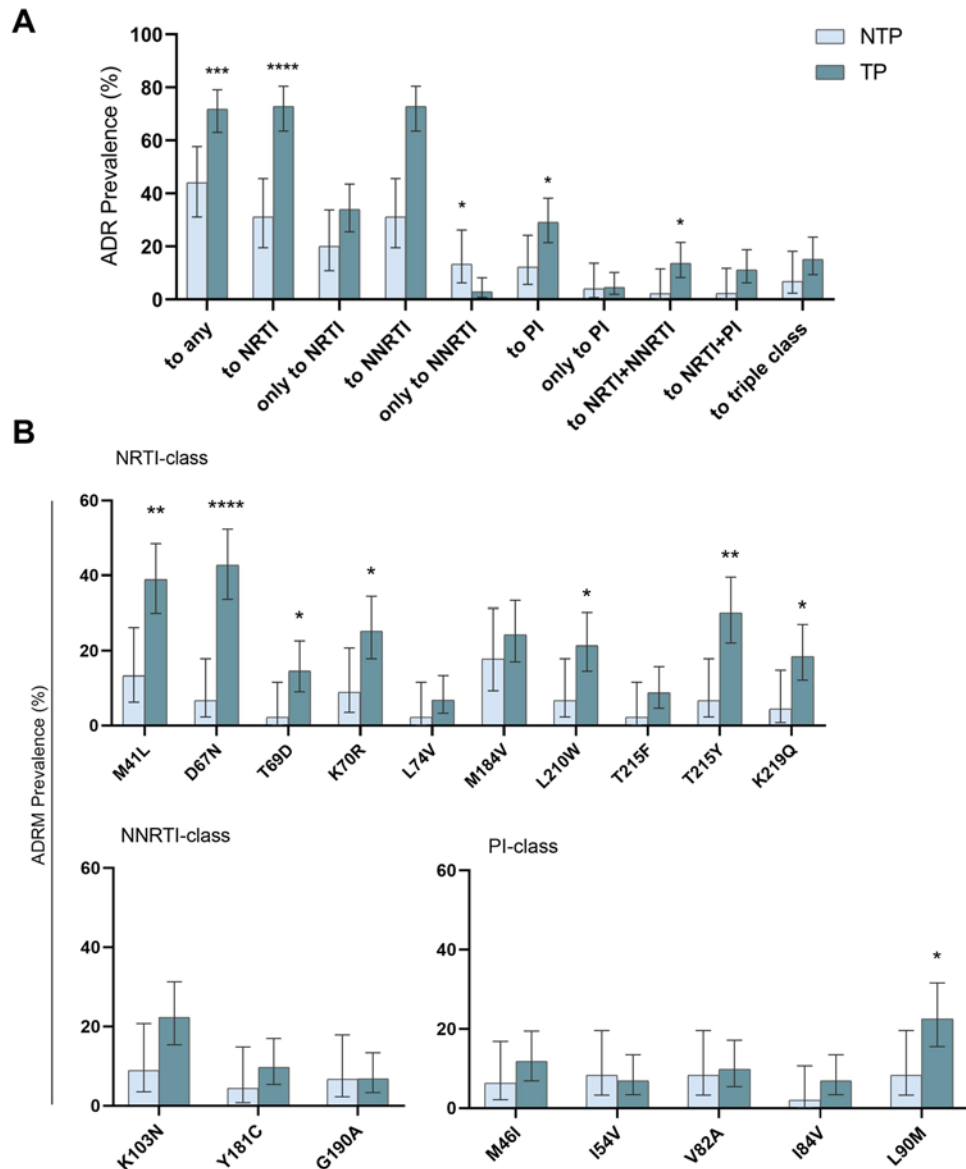 A
NTP
TP
ADR Prevalence (%)
100
80
60
40
20
0
*** **** * * *
to any
to NRTI
only to NRTI
to NNRTI
only to NNRTI
to PI
only to PI
to NRTI+NNRTI
to NRTI+PI
to triple class
B
ADRM Prevalence (%)
NRTI-class
60
40
20
0
** **** * * * ** *
M41L
D67N
T69D
K70R
L74V
M184V
L210W
T215F
T215Y
K219Q
NNRTI-class
60
40
20
0
K103N
Y181C
G190A
PI-class
60
40
20
0
*
M46I
I54V
V82A
I84V
L90M